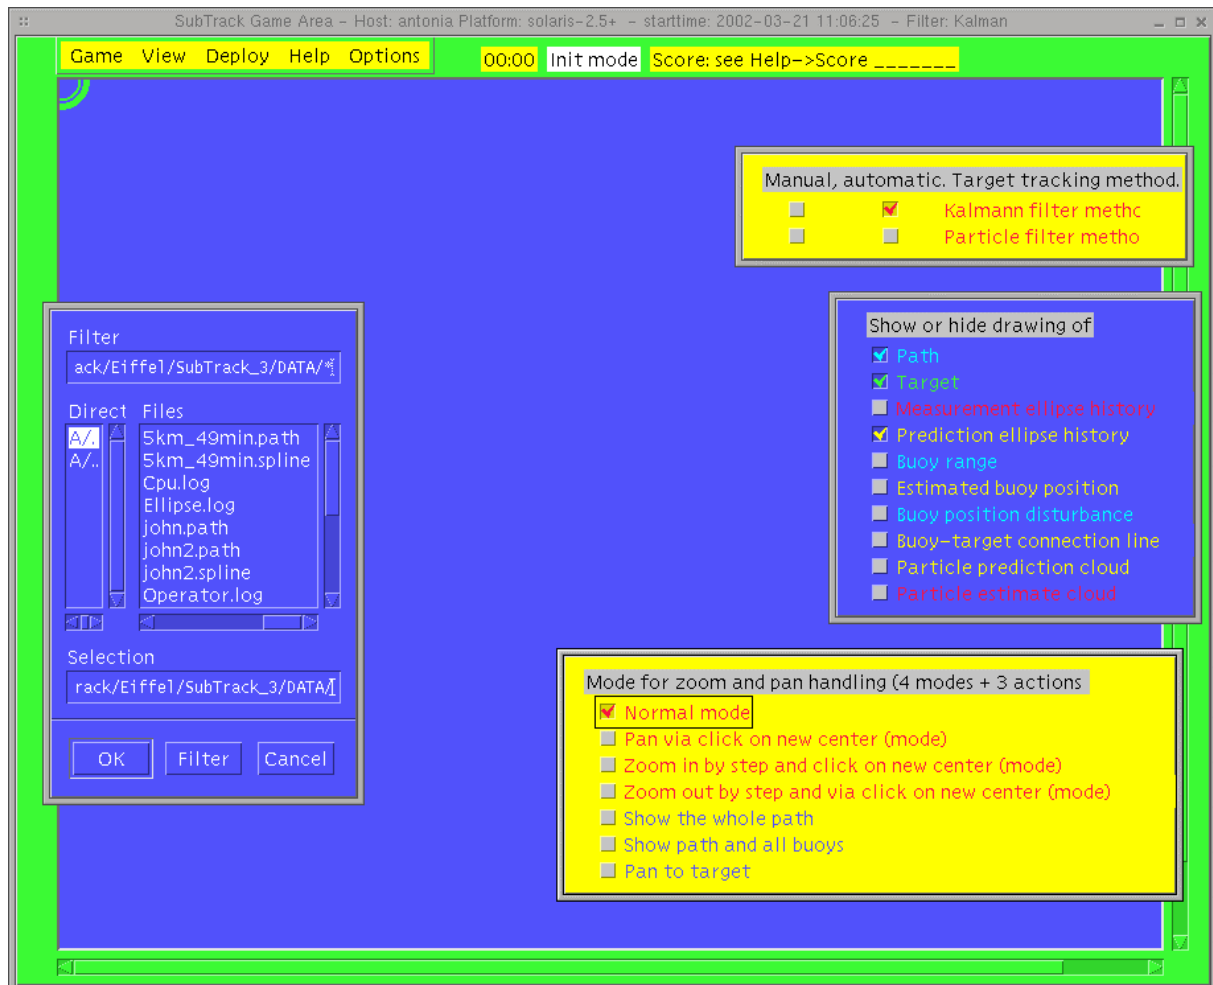 SubTrack Game Area – Host: antonia Platform: solaris-2.5+ – starttime: 2002-03-21 11:06:25 – Filter: Kalman
Game View Deploy Help Options 00:00 Init mode Score: see Help->Score _______
Manual, automatic. Target tracking method.
Kalmann filter methc
Particle filter metho
Show or hide drawing of
Path
Target
Measurement ellipse history
Prediction ellipse history
Buoy range
Estimated buoy position
Buoy position disturbance
Buoy-target connection line
Particle prediction cloud
Particle estimate cloud
Filter
ack/Eiffel/SubTrack_3/DATA/*
Direct Files
A/. 5km_49min.path
A/.. 5km_49min.spline
Cpu.log
Ellipse.log
john.path
john2.path
john2.spline
Operator.log
Selection
rack/Eiffel/SubTrack_3/DATA/
OK Filter Cancel
Mode for zoom and pan handling (4 modes + 3 actions
Normal mode
Pan via click on new center (mode)
Zoom in by step and click on new center (mode)
Zoom out by step and via click on new center (mode)
Show the whole path
Show path and all buoys
Pan to target